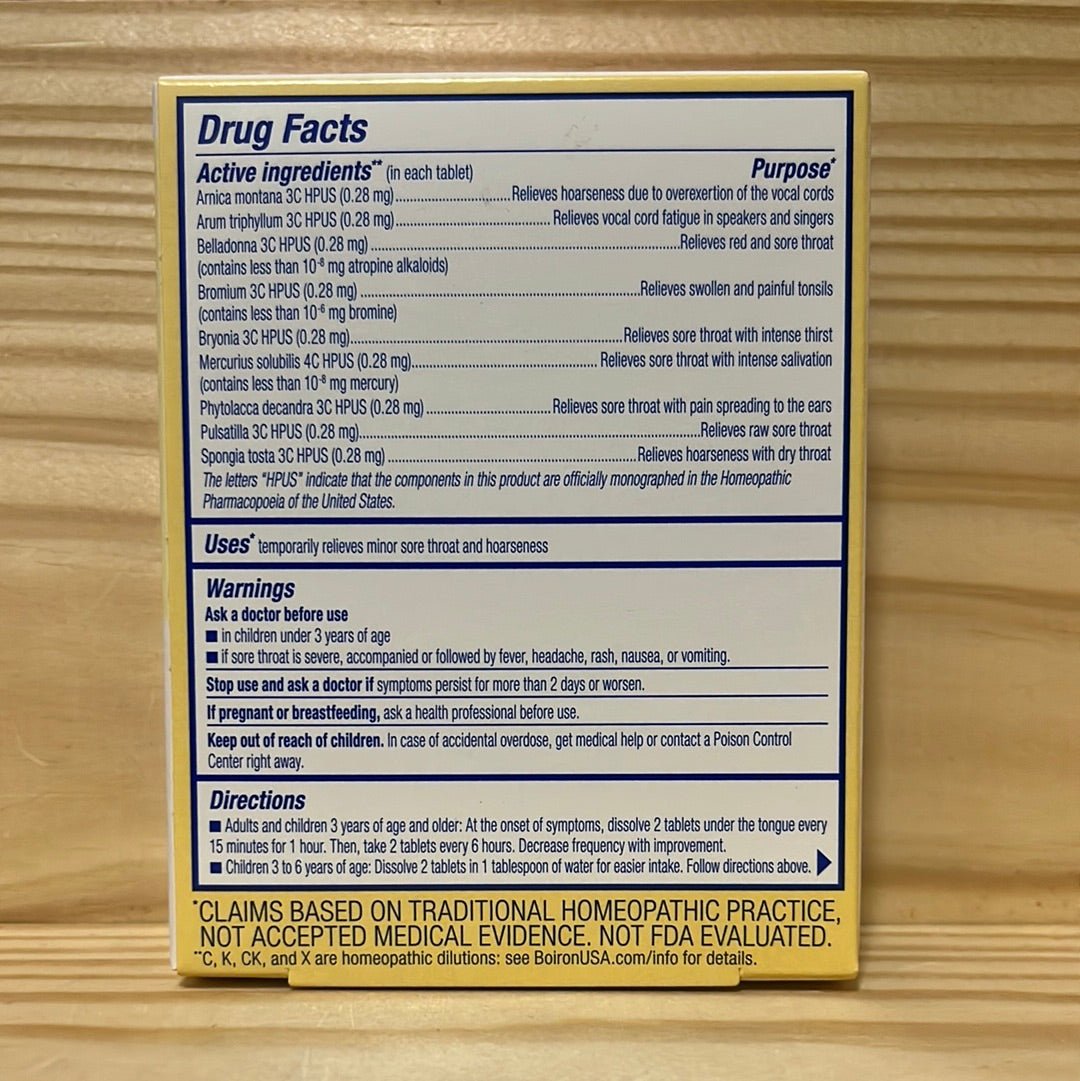 Drug Facts
Active ingredients** (in each tablet) Purpose*
Arnica montana 3C HPUS (0.28 mg)..............................Relieves hoarseness due to overexertion of the vocal cords
Arum triphyllum 3C HPUS (0.28 mg)........................................ Relieves vocal cord fatigue in speakers and singers
Belladonna 3C HPUS (0.28 mg)................................................................................Relieves red and sore throat
(contains less than 10⁻⁸ mg atropine alkaloids)
Bromium 3C HPUS (0.28 mg) .......................................................................Relieves swollen and painful tonsils
(contains less than 10⁻⁶ mg bromine)
Bryonia 3C HPUS (0.28 mg)......................................................................Relieves sore throat with intense thirst
Mercurius solubilis 4C HPUS (0.28 mg)................................................ Relieves sore throat with intense salivation
(contains less than 10⁻⁸ mg mercury)
Phytolacca decandra 3C HPUS (0.28 mg) ................................Relieves sore throat with pain spreading to the ears
Pulsatilla 3C HPUS (0.28 mg).......................................................................................Relieves raw sore throat
Spongia tosta 3C HPUS (0.28 mg) ................................................................Relieves hoarseness with dry throat
The letters "HPUS" indicate that the components in this product are officially monographed in the Homeopathic
Pharmacopoeia of the United States.
Uses* temporarily relieves minor sore throat and hoarseness
Warnings
Ask a doctor before use
■ in children under 3 years of age
■ if sore throat is severe, accompanied or followed by fever, headache, rash, nausea, or vomiting.
Stop use and ask a doctor if symptoms persist for more than 2 days or worsen.
If pregnant or breastfeeding, ask a health professional before use.
Keep out of reach of children. In case of accidental overdose, get medical help or contact a Poison Control
Center right away.
Directions
■ Adults and children 3 years of age and older: At the onset of symptoms, dissolve 2 tablets under the tongue every
15 minutes for 1 hour. Then, take 2 tablets every 6 hours. Decrease frequency with improvement.
■ Children 3 to 6 years of age: Dissolve 2 tablets in 1 tablespoon of water for easier intake. Follow directions above.
*CLAIMS BASED ON TRADITIONAL HOMEOPATHIC PRACTICE,
NOT ACCEPTED MEDICAL EVIDENCE. NOT FDA EVALUATED.
**C, K, CK, and X are homeopathic dilutions: see BoironUSA.com/info for details.